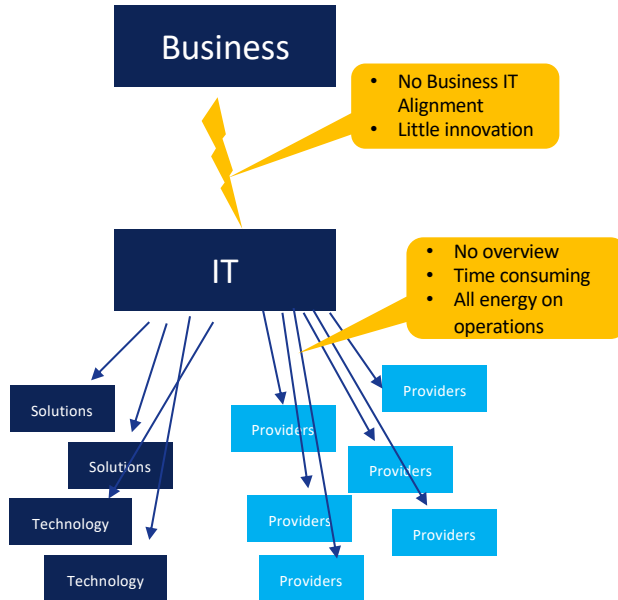 Business
• No Business IT
Alignment
• Little innovation
IT
• No overview
• Time consuming
• All energy on
operations
Providers
Solutions
Providers
Solutions
Providers
Technology
Providers
Providers
Technology
Providers